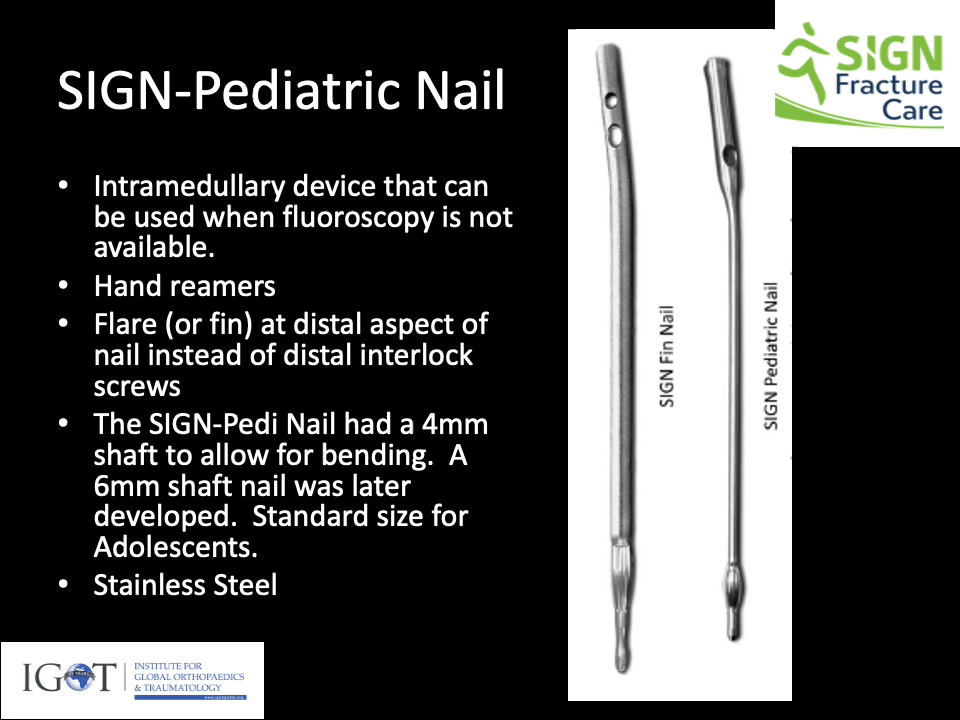 SIGN-Pediatric Nail
• Intramedullary device that can
be used when fluoroscopy is not
available.
• Hand reamers
• Flare (or fin) at distal aspect of
nail instead of distal interlock
screws
• The SIGN-Pedi Nail had a 4mm
shaft to allow for bending.  A
6mm shaft nail was later
developed.  Standard size for
Adolescents.
• Stainless Steel
SIGN Fin Nail
SIGN Pediatric Nail
SIGN
Fracture
Care
IGOT
INSTITUTE FOR
GLOBAL ORTHOPAEDICS
& TRAUMATOLOGY